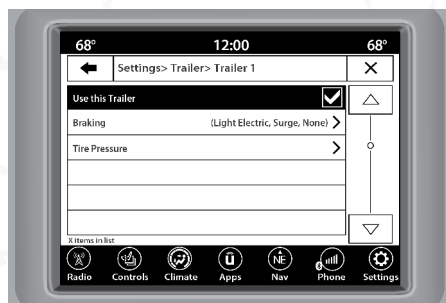 68° 12:00 68°
Settings> Trailer> Trailer 1
Use this Trailer
Braking (Light Electric, Surge, None)
Tire Pressure
X items in list
Radio Controls Climate Apps Nav Phone Settings